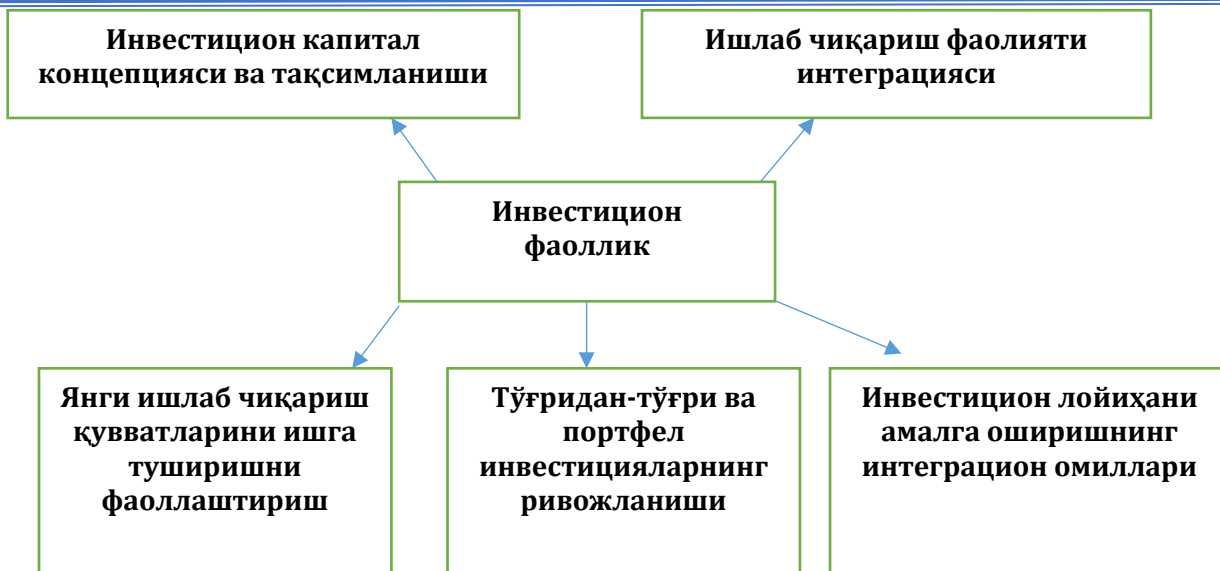 Инвестицион капитал
концепцияси ва тақсимланиши
Ишлаб чиқариш фаолияти
интеграцияси
Инвестицион
фаоллик
Янги ишлаб чиқариш
қувватларини ишга
туширишни
фаоллаштириш
Тўғридан-тўғри ва
портфел
инвестицияларнинг
ривожланиши
Инвестицион лойиҳани
амалга оширишнинг
интеграцион омиллари